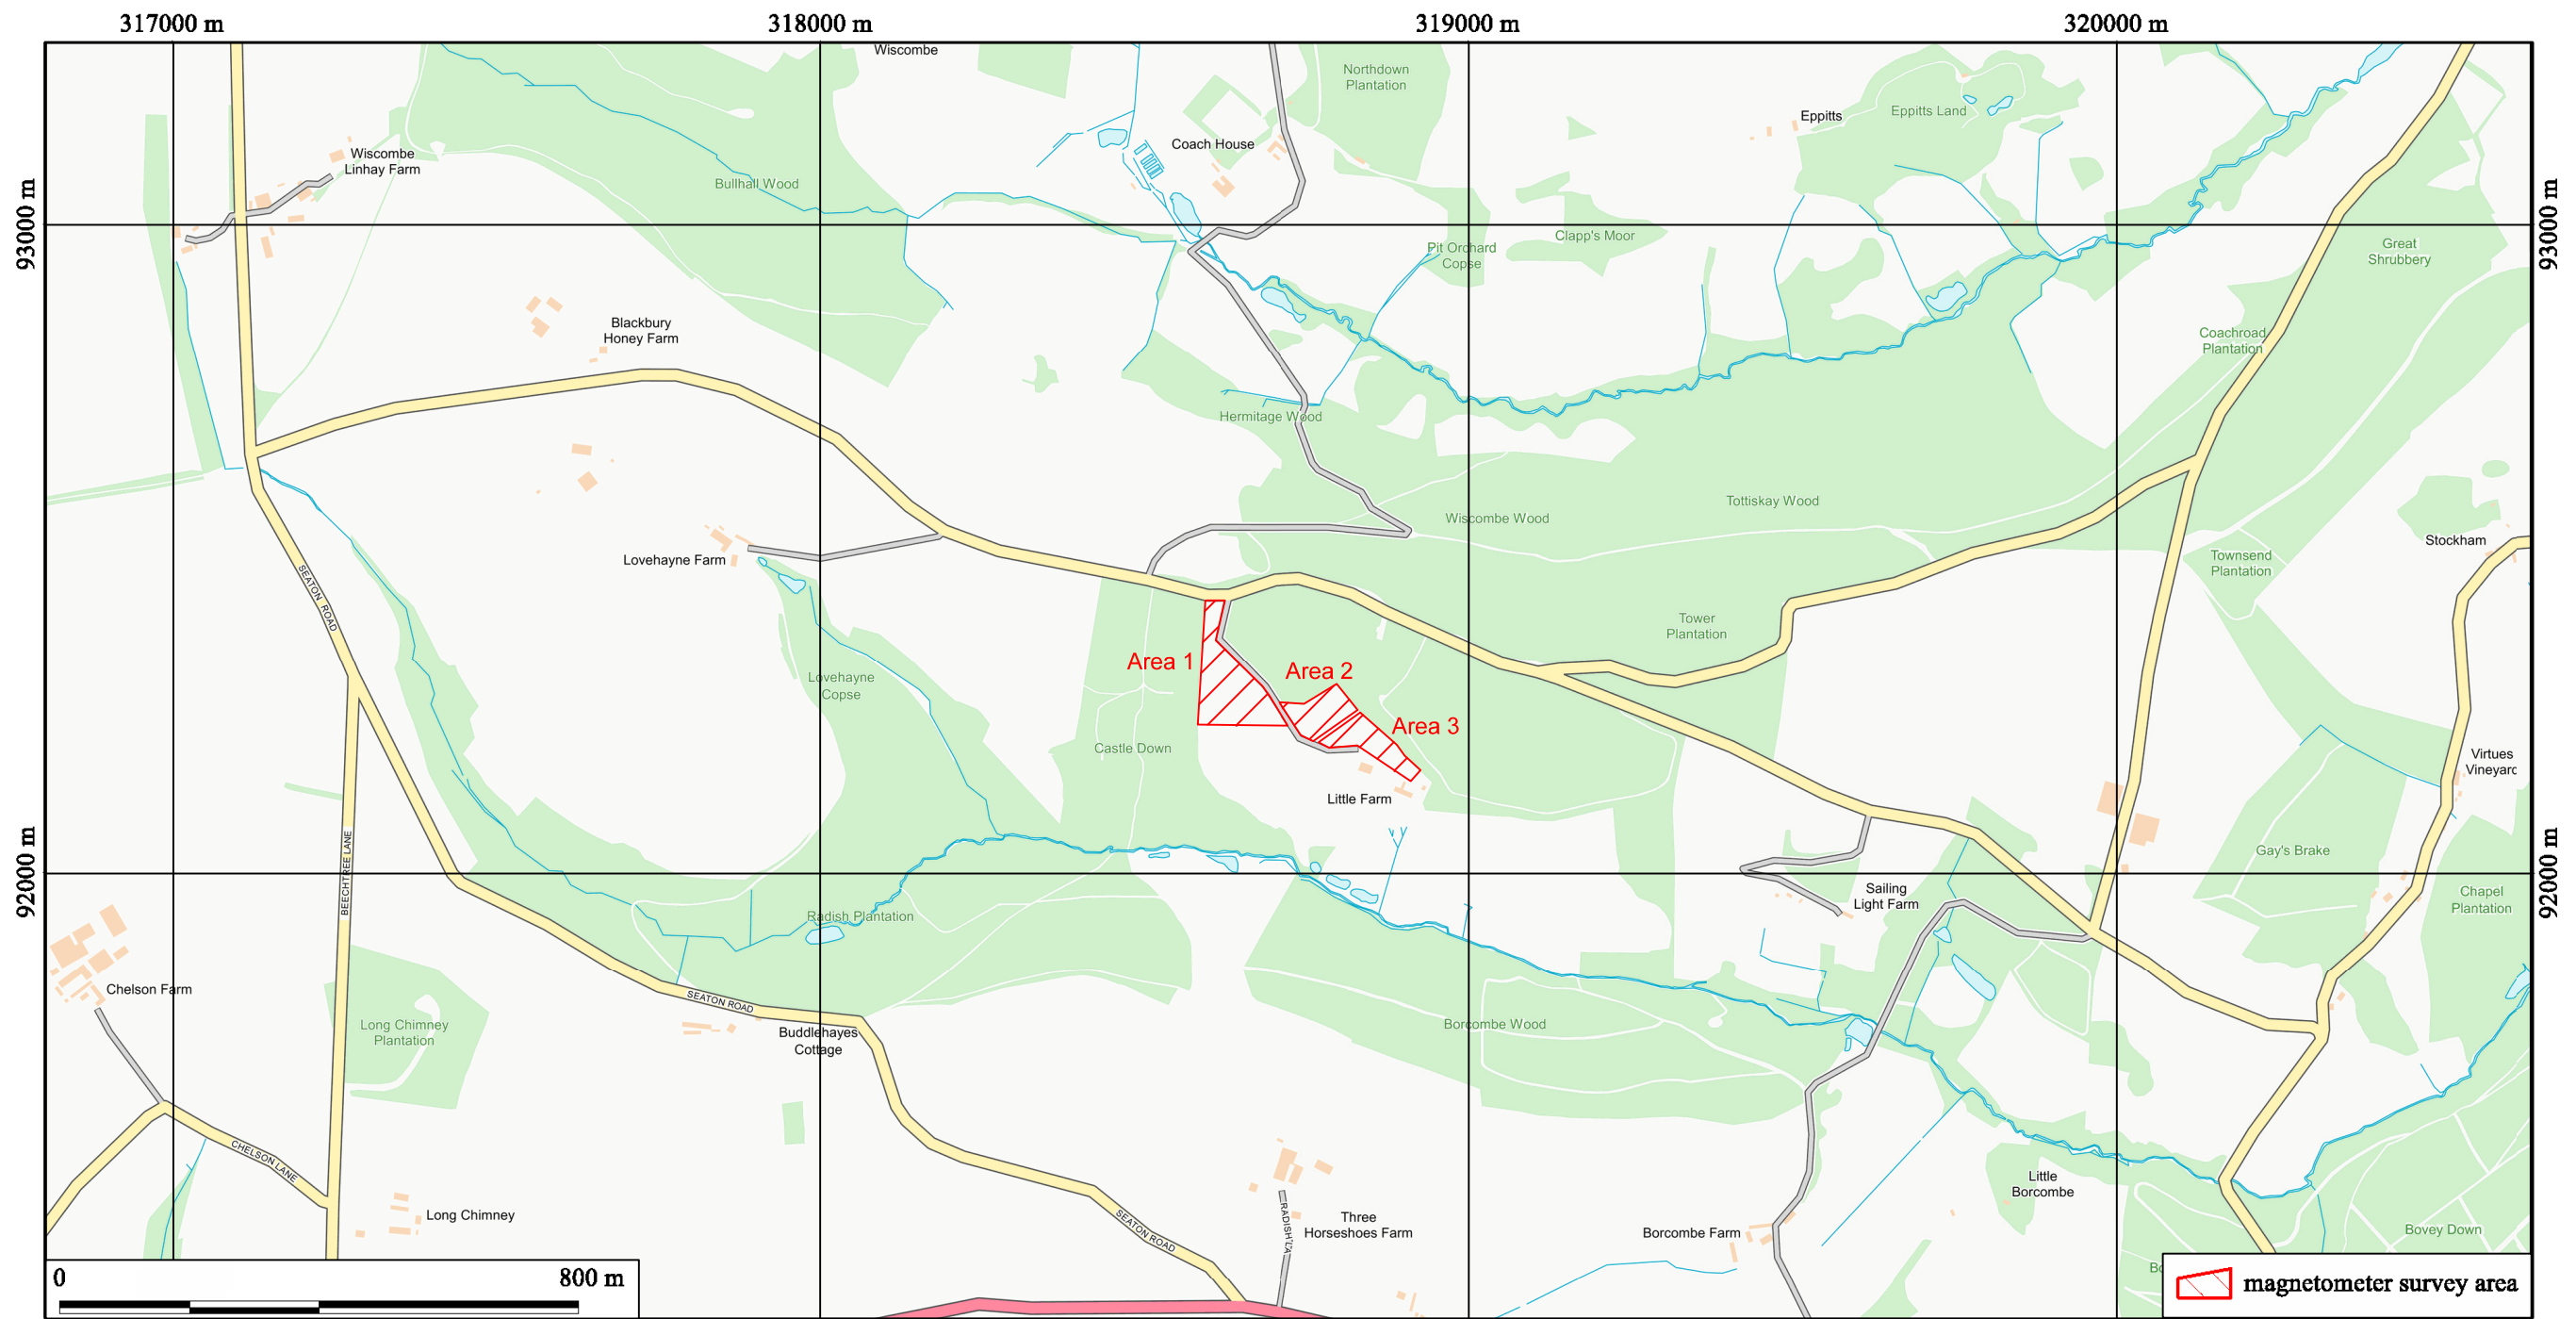 317000 m
318000 m
319000 m
320000 m
Wiscombe
Northdown
Plantation
Eppitts
Eppitts Land
Coach House
Wiscombe
Linhay Farm
Bullhall Wood
93000 m
93000 m
Clapp's Moor
Pit Orchard
Copse
Great
Shrubbery
Blackbury
Honey Farm
Coachroad
Plantation
Hermitage Wood
Tottiskay Wood
Wiscombe Wood
Stockham
Lovehayne Farm
Townsend
Plantation
SEATON ROAD
Tower
Plantation
Area 1
Area 2
Lovehayne
Copse
Area 3
Castle Down
Virtues
Vineyard
Little Farm
92000 m
92000 m
BEECHTREE LANE
Gay's Brake
Sailing
Light Farm
Chapel
Plantation
Radish Plantation
Chelson Farm
SEATON ROAD
Long Chimney
Plantation
Buddlehayes
Cottage
Borcombe Wood
CHELSON LANE
Little
Borcombe
Long Chimney
SEATON ROAD
RADISH LA
Three
Horseshoes Farm
Borcombe Farm
Bovey Down
Bo
0
800 m
magnetometer survey area